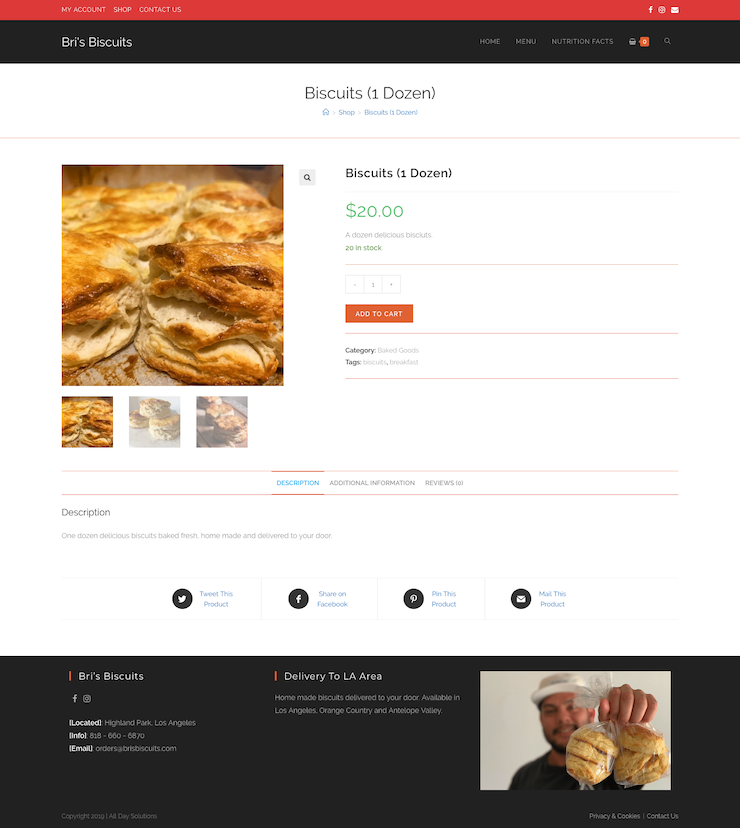 MY ACCOUNT SHOP CONTACT US
Bri's Biscuits
HOME MENU NUTRITION FACTS 0
Biscuits (1 Dozen)
> Shop > Biscuits (1 Dozen)
Biscuits (1 Dozen)
$20.00
A dozen delicious bisciuts.
20 in stock
- 1 +
ADD TO CART
Category: Baked Goods
Tags: biscuits, breakfast
DESCRIPTION ADDITIONAL INFORMATION REVIEWS (0)
Description
One dozen delicious biscuits baked fresh, home made and delivered to your door.
Tweet This
Product
Share on
Facebook
Pin This
Product
Mail This
Product
Bri's Biscuits
[Located]: Highland Park, Los Angeles
[Info]: 818 - 660 - 6870
[Email]: orders@brisbiscuits.com
Delivery To LA Area
Home made biscuits delivered to your door. Available in
Los Angeles, Orange Country and Antelope Valley.
Copyright 2019 | All Day Solutions
Privacy & Cookies | Contact Us